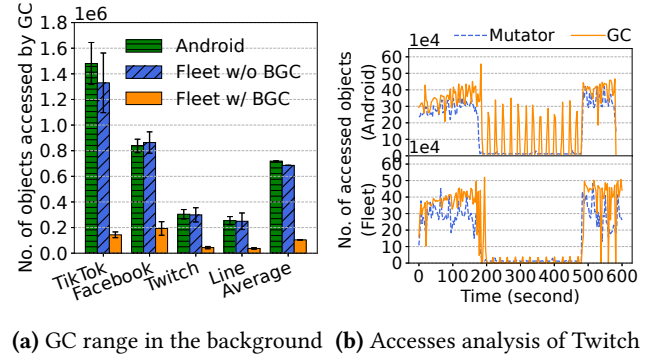 1e6
No. of objects accessed by GC
1.8
1.6
1.4
1.2
1.0
0.8
0.6
0.4
0.2
0.0
Android
Fleet w/o BGC
Fleet w/ BGC
TikTok
Facebook
Twitch
Line
Average
(a) GC range in the background
Mutator
GC
No. of accessed objects
(Android)
(Fleet)
1e4
60
50
40
30
20
10
0
1e4
60
50
40
30
20
10
0
0 100 200 300 400 500 600
Time (second)
(b) Accesses analysis of Twitch